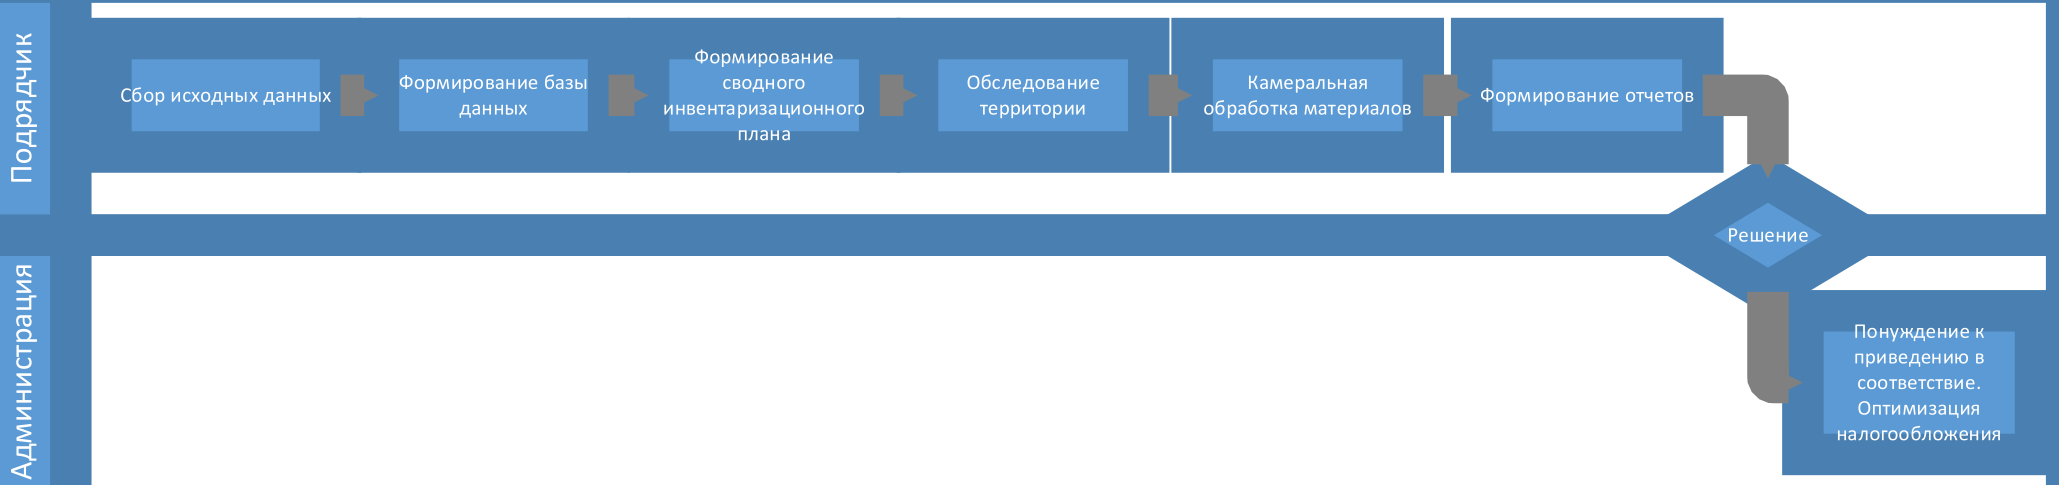 Подрядчик
Сбор исходных данных
Формирование базы
данных
Формирование
сводного
инвентаризационного
плана
Обследование
территории
Камеральная
обработка материалов
Формирование отчетов
Решение
Администрация
Понуждение к
приведению в
соответствие.
Оптимизация
налогообложения